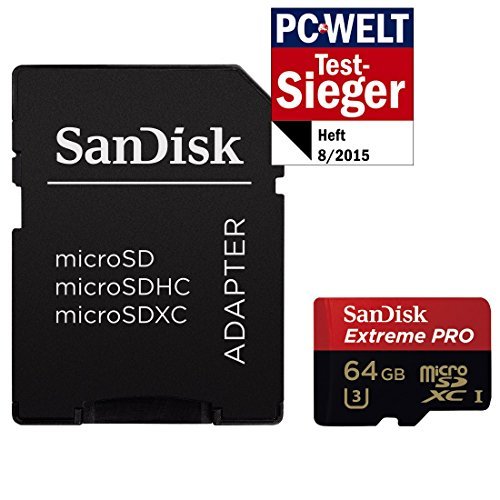 PC WELT
Test-
Sieger
Heft
8/2015
SanDisk
microSD
microSDHC
microSDXC
ADAPTER
SanDisk
Extreme PRO
64 GB
3
micro
SD
XC I